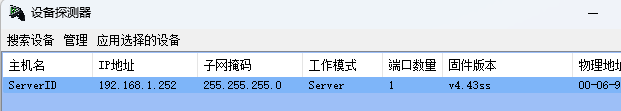 设备探测器
搜索设备 管理 应用选择的设备
主机名 IP地址 子网掩码 工作模式 端口数量 固件版本 物理地
ServerID 192.168.1.252 255.255.255.0 Server 1 v4.43ss 00-06-9